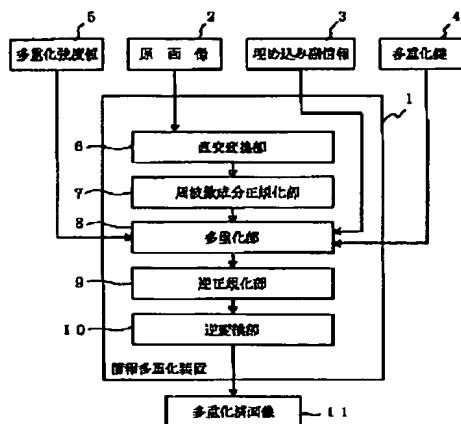 5
2
3
4
多重化強度値
原画像
埋め込み副情報
多重化鍵
1
6
直交変換部
7
周波数成分正規化部
8
多重化部
9
逆正規化部
10
逆変換部
情報多重化装置
多重化済画像
11